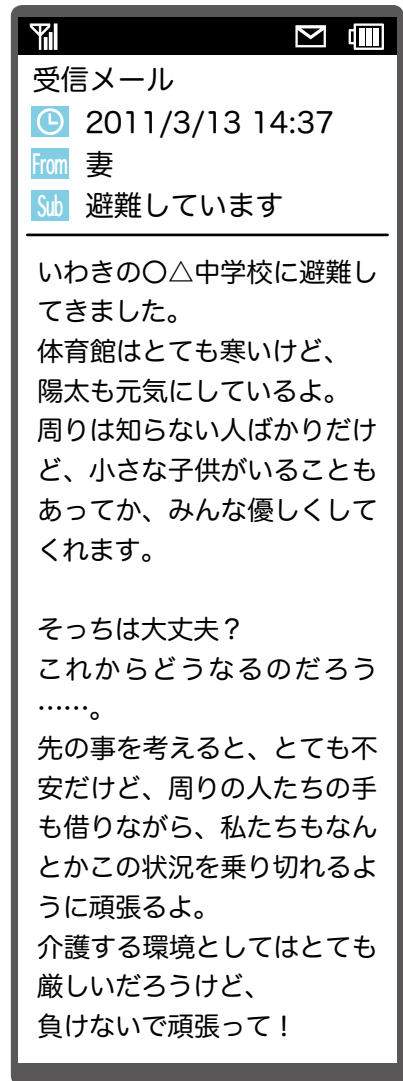 受信メール
2011/3/13 14:37
From 妻
Sub 避難しています
いわきの〇△中学校に避難し
てきました。
体育館はとても寒いけど、
陽太も元気にしているよ。
周りは知らない人ばかりだけ
ど、小さな子供がいることも
あってか、みんな優しくして
くれます。
そっちは大丈夫？
これからどうなるのだろう
……。
先の事を考えると、とても不
安だけど、周りの人たちの手
も借りながら、私たちもなん
とかこの状況を乗り切れるよ
うに頑張るよ。
介護する環境としてはとても
厳しいだろうけど、
負けないで頑張って！